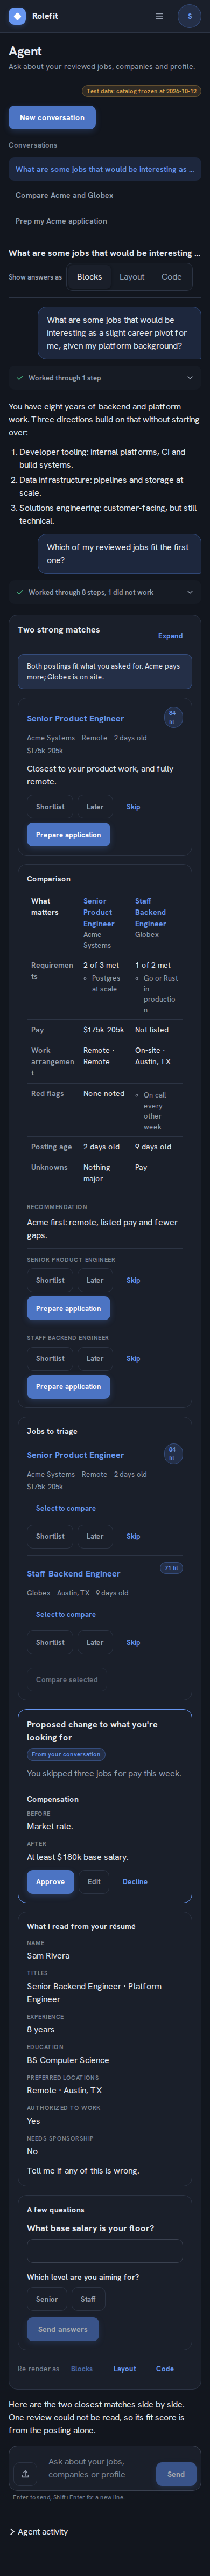 Rolefit
S
Agent
Ask about your reviewed jobs, companies and profile.
Test data: catalog frozen at 2026-10-12
New conversation
Conversations
What are some jobs that would be interesting as ...
Compare Acme and Globex
Prep my Acme application
What are some jobs that would be interesting ...
Show answers as
Blocks
Layout
Code
What are some jobs that would be
interesting as a slight career pivot for
me, given my platform background?
Worked through 1 step
You have eight years of backend and platform
work. Three directions build on that without starting
over:
1. Developer tooling: internal platforms, CI and
build systems.
2. Data infrastructure: pipelines and storage at
scale.
3. Solutions engineering: customer-facing, but still
technical.
Which of my reviewed jobs fit the first
one?
Worked through 8 steps, 1 did not work
Two strong matches
Expand
Both postings fit what you asked for. Acme pays
more; Globex is on-site.
Senior Product Engineer
84
fit
Acme Systems Remote 2 days old
$175k–205k
Closest to your product work, and fully
remote.
Shortlist
Later
Skip
Prepare application
Comparison
What
matters
Senior
Product
Engineer
Acme
Systems
Staff
Backend
Engineer
Globex
Requiremen
ts
2 of 3 met
Postgres
at scale
1 of 2 met
Go or Rust
in
productio
n
Pay
$175k–205k
Not listed
Work
arrangemen
t
Remote ·
Remote
On-site ·
Austin, TX
Red flags
None noted
On-call
every
other
week
Posting age
2 days old
9 days old
Unknowns
Nothing
major
Pay
RECOMMENDATION
Acme first: remote, listed pay and fewer
gaps.
SENIOR PRODUCT ENGINEER
Shortlist
Later
Skip
Prepare application
STAFF BACKEND ENGINEER
Shortlist
Later
Skip
Prepare application
Jobs to triage
Senior Product Engineer
84
fit
Acme Systems Remote 2 days old
$175k–205k
Select to compare
Shortlist
Later
Skip
Staff Backend Engineer
71 fit
Globex Austin, TX 9 days old
Select to compare
Shortlist
Later
Skip
Compare selected
Proposed change to what you're
looking for
From your conversation
You skipped three jobs for pay this week.
Compensation
BEFORE
Market rate.
AFTER
At least $180k base salary.
Approve
Edit
Decline
What I read from your résumé
NAME
Sam Rivera
TITLES
Senior Backend Engineer · Platform
Engineer
EXPERIENCE
8 years
EDUCATION
BS Computer Science
PREFERRED LOCATIONS
Remote · Austin, TX
AUTHORIZED TO WORK
Yes
NEEDS SPONSORSHIP
No
Tell me if any of this is wrong.
A few questions
What base salary is your floor?
Which level are you aiming for?
Senior
Staff
Send answers
Re-render as
Blocks
Layout
Code
Here are the two closest matches side by side.
One review could not be read, so its fit score is
from the posting alone.
Ask about your jobs,
companies or profile
Send
Enter to send, Shift+Enter for a new line.
Agent activity